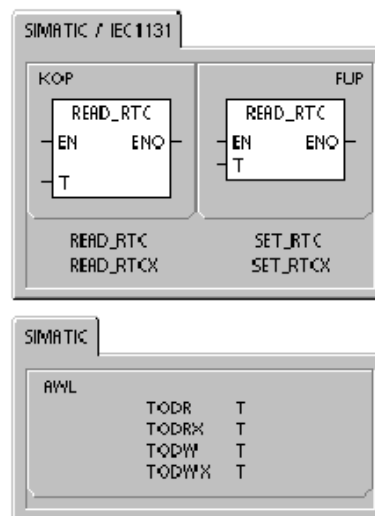 SIMATIC / IEC1131
KOP FUP
READ_RTC READ_RTC
EN ENO EN ENO
T T
READ_RTC SET_RTC
READ_RTCX SET_RTCX
SIMATIC
AWL
TODR T
TODRX T
TODW T
TODWX T